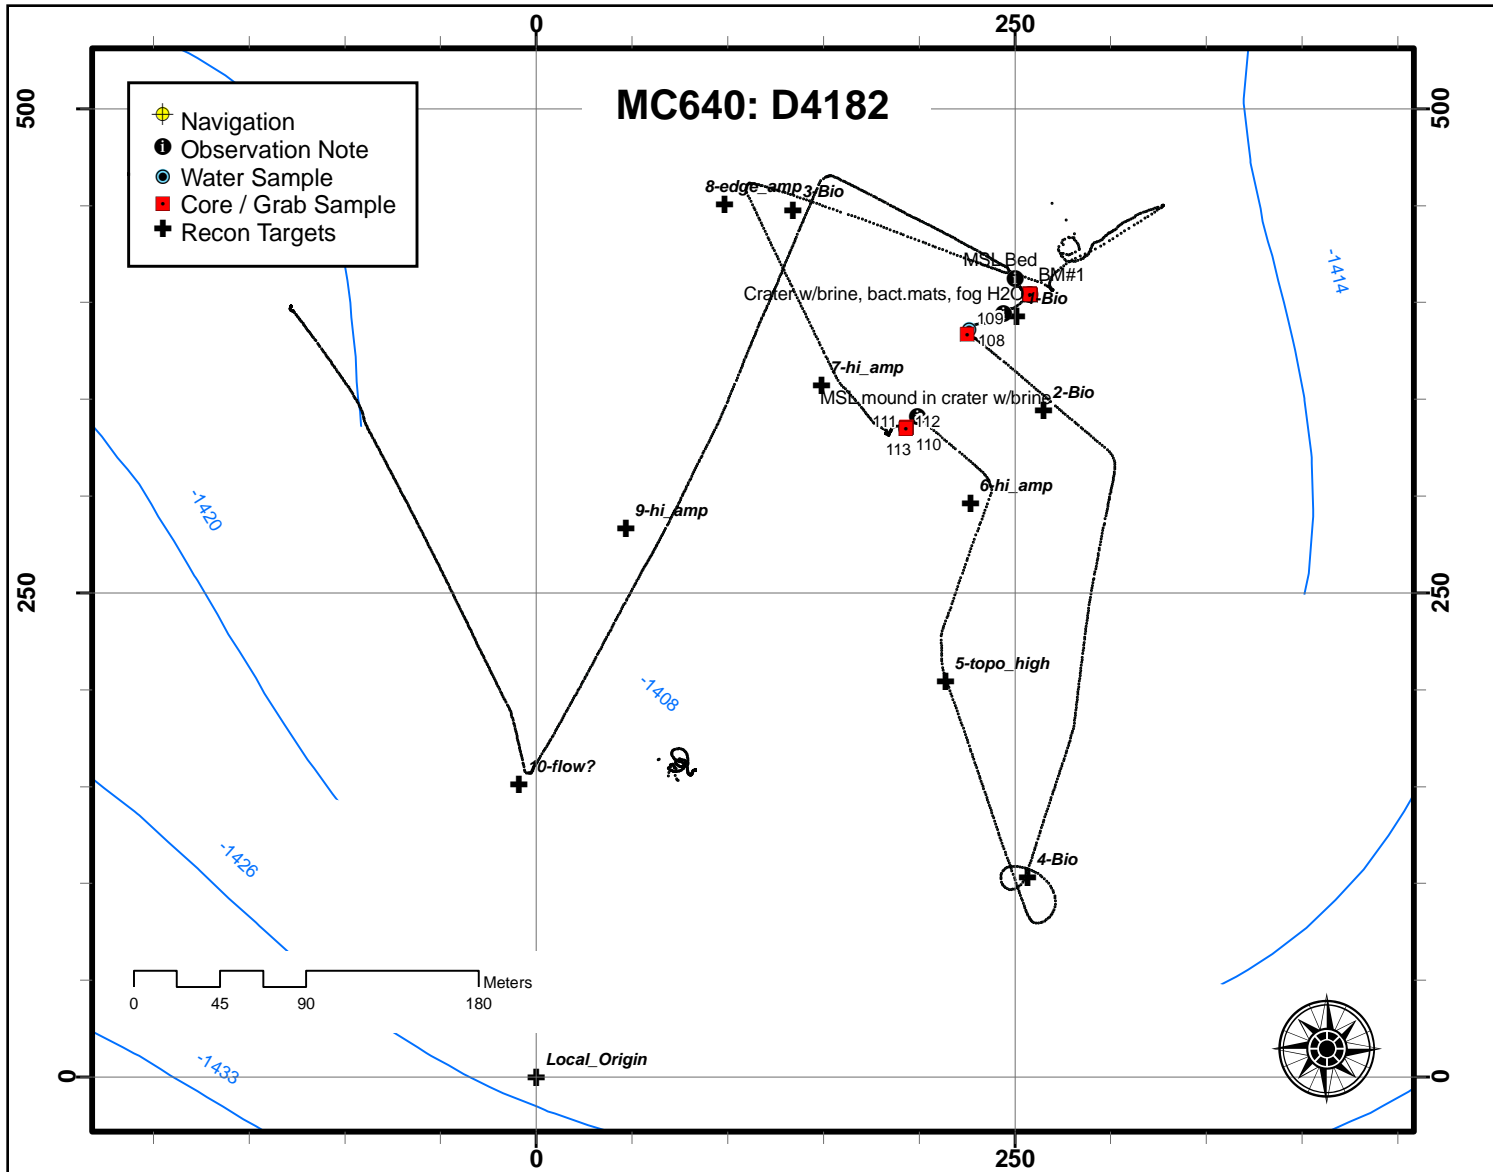 0
250
MC640: D4182
500
500
Navigation
Observation Note
Water Sample
Core / Grab Sample
Recon Targets
8-edge_amp
3-Bio
MSL Bed
BM#1
-1414
Crater w/brine, bact.mats, fog H2O
1-Bio
109
108
7-hi_amp
2-Bio
MSL mound in crater w/brine
111
112
113
110
6-hi_amp
-1420
9-hi_amp
250
250
5-topo_high
-1408
10-flow?
4-Bio
-1426
Meters
0
45
90
180
Local_Origin
-1433
0
0
0
250